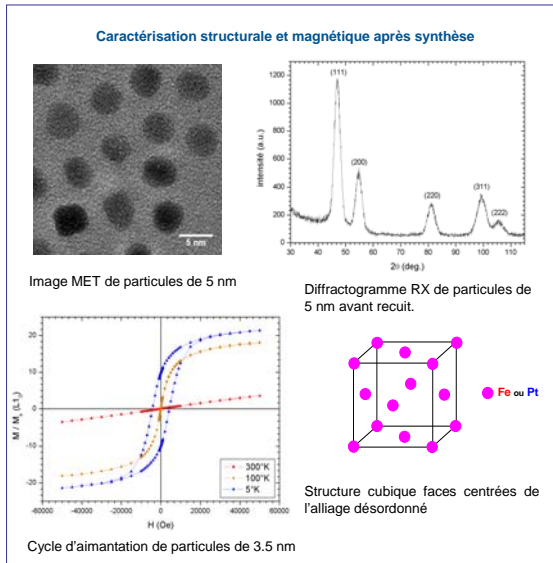 Caractérisation structurale et magnétique après synthèse
5 nm
Image MET de particules de 5 nm
intensité (a.u.)
1200
1000
800
600
400
200
0
(111)
(200)
(220)
(311)
(222)
30 40 50 60 70 80 90 100 110
2θ (deg.)
Diffractogramme RX de particules de
5 nm avant recuit.
M / Ms (L10)
20
10
0
-10
-20
300°K
100°K
5°K
-60000 -40000 -20000 0 20000 40000 60000
H (Oe)
Cycle d'aimantation de particules de 3.5 nm
Fe ou Pt
Structure cubique faces centrées de
l'alliage désordonné